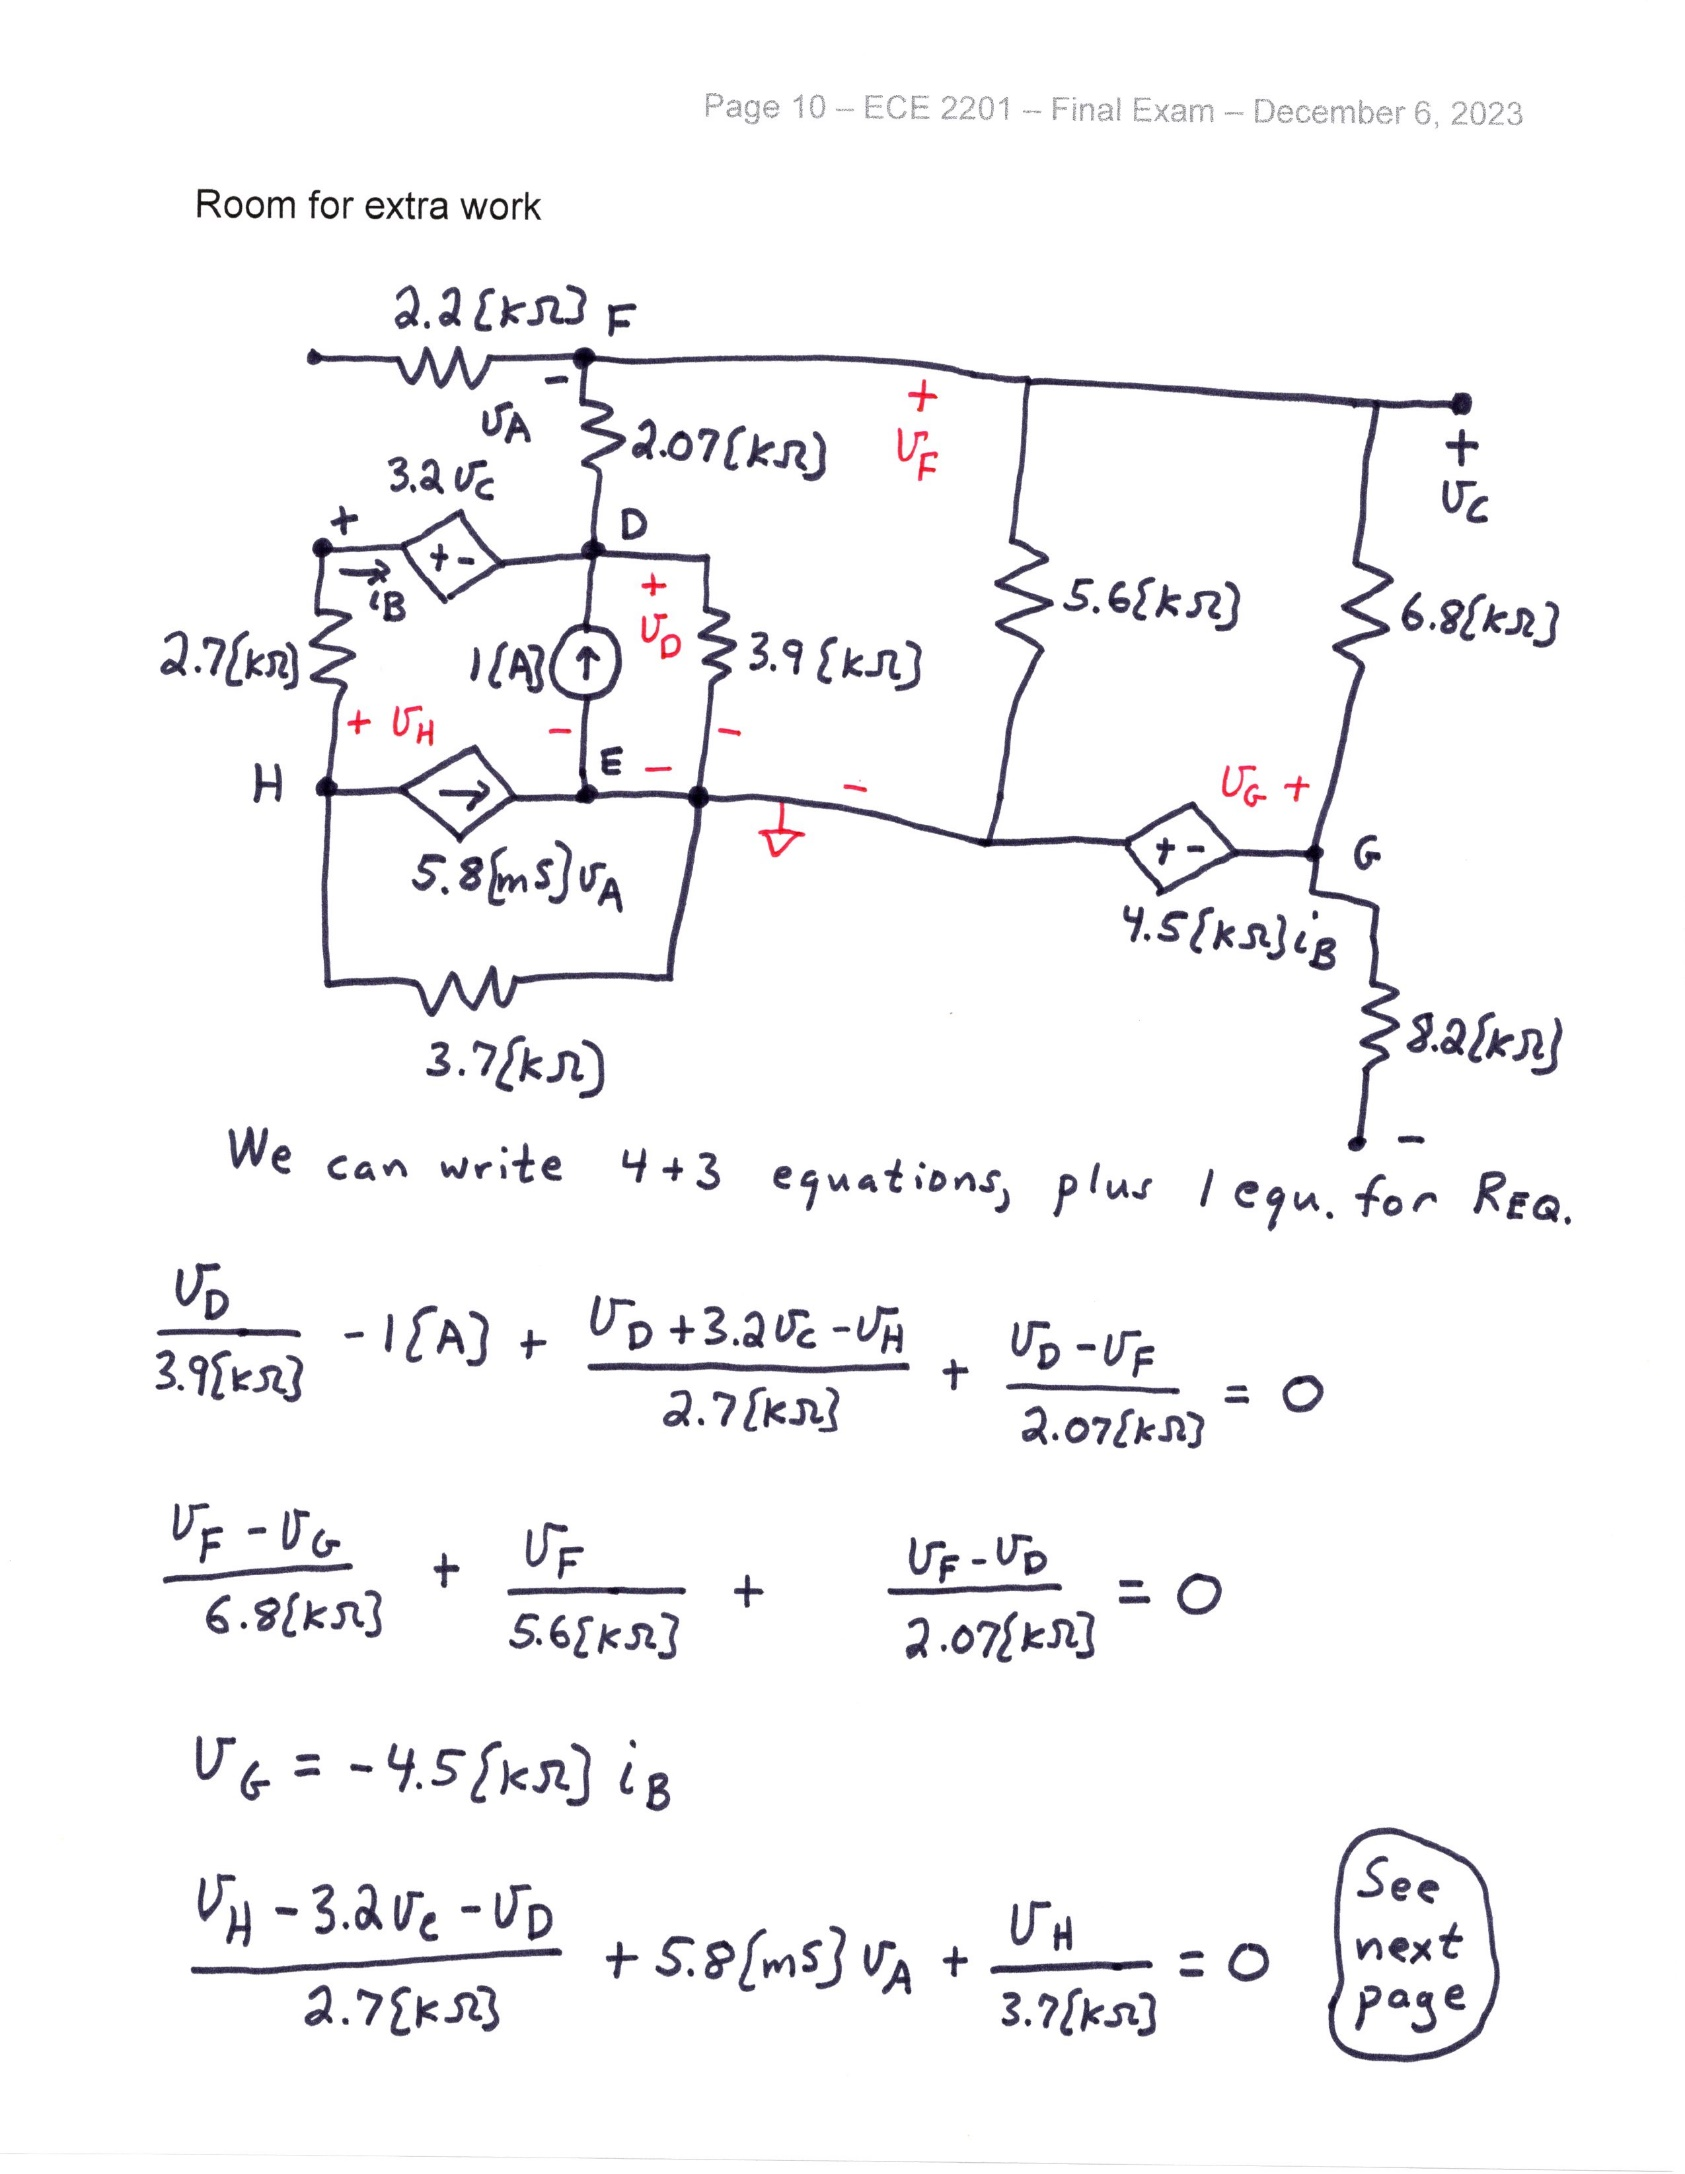 Page 10 – ECE 2201 – Final Exam – December 6, 2023
Room for extra work
2.2{kΩ} F
- 
vA
2.07{kΩ}
+
vF
-
+
vC
3.2vC
+
+ -
iB
D
+
vD
-
2.7{kΩ}
1{A}
3.9{kΩ}
-
5.6{kΩ}
6.8{kΩ}
+ vH
H
E -
vG +
+ -
G
5.8{mS}vA
4.5{kΩ}iB
3.7{kΩ}
8.2{kΩ}
-
We can write 4+3 equations, plus 1 equ. for REQ.
vD/3.9{kΩ} - 1{A} + (vD + 3.2vC - vH)/2.7{kΩ} + (vD - vF)/2.07{kΩ} = 0
(vF - vG)/6.8{kΩ} + vF/5.6{kΩ} + (vF - vD)/2.07{kΩ} = 0
vG = -4.5{kΩ} iB
(vH - 3.2vC - vD)/2.7{kΩ} + 5.8{mS}vA + vH/3.7{kΩ} = 0
See
next
page